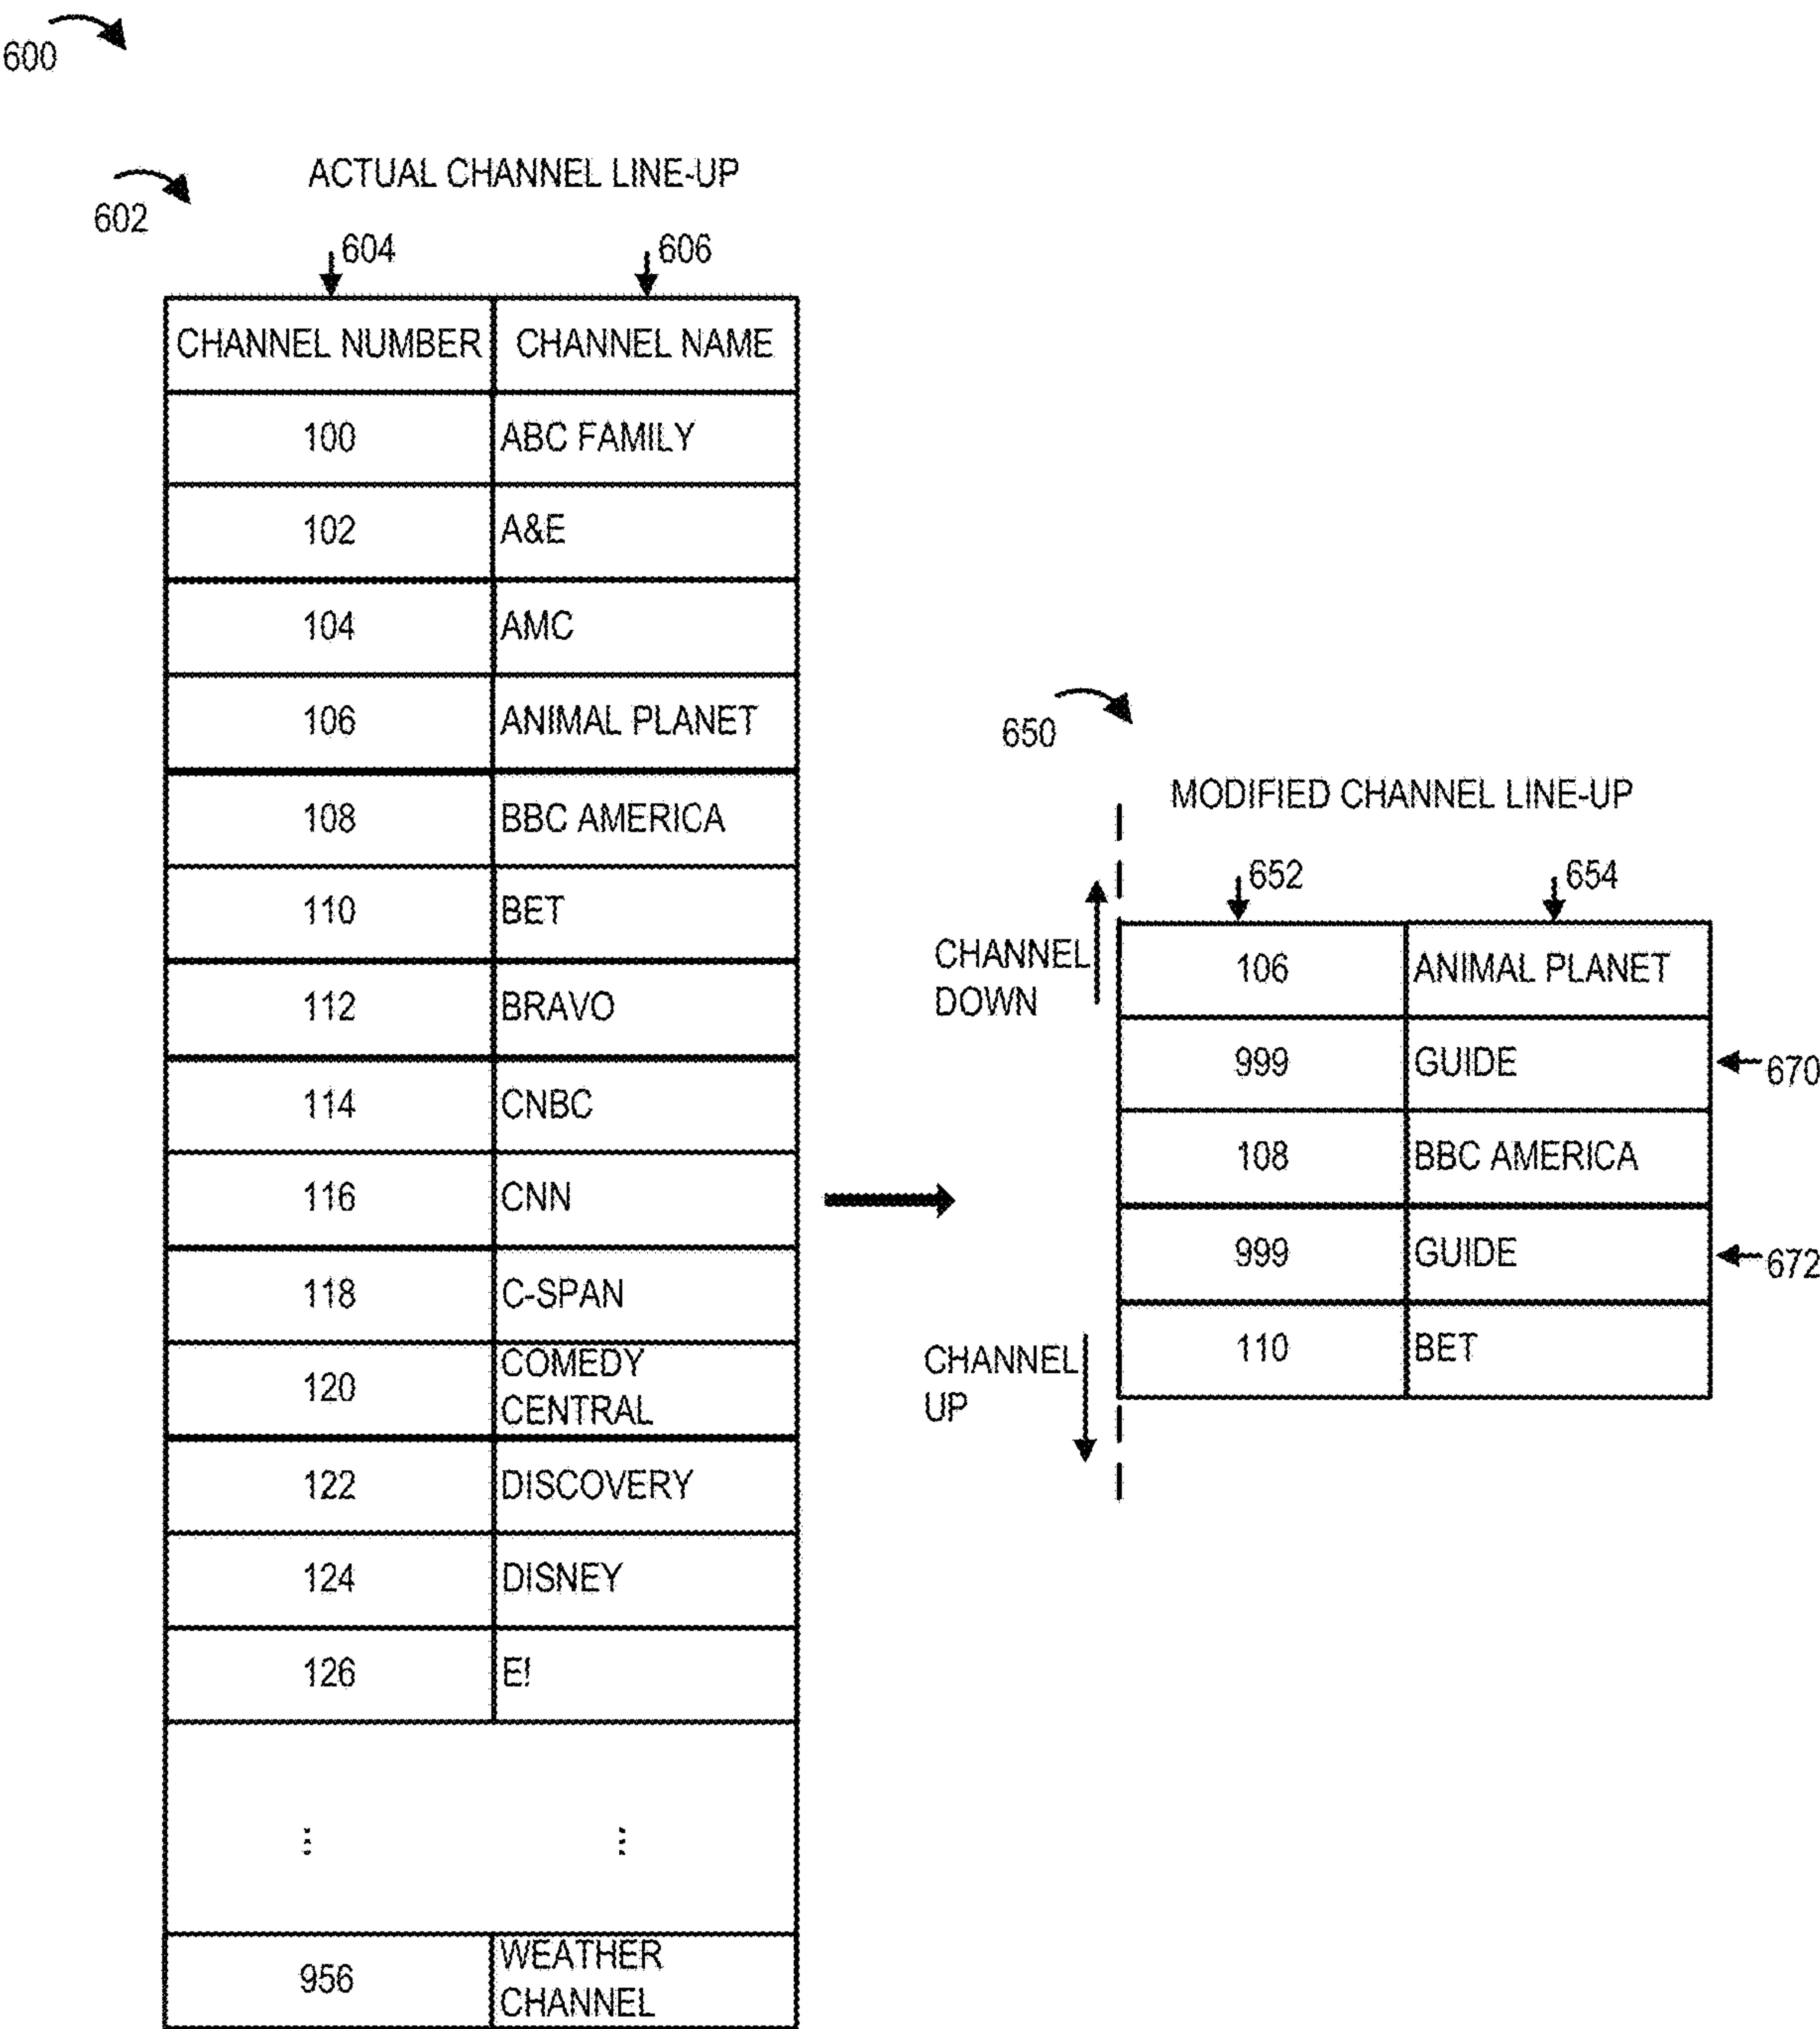 600
602
ACTUAL CHANNEL LINE-UP
604
606
CHANNEL NUMBER CHANNEL NAME
100 ABC FAMILY
102 A&E
104 AMC
106 ANIMAL PLANET
108 BBC AMERICA
110 BET
112 BRAVO
114 CNBC
116 CNN
118 C-SPAN
120 COMEDY
CENTRAL
122 DISCOVERY
124 DISNEY
126 E!
⋮ ⋮
956 WEATHER
CHANNEL
650
MODIFIED CHANNEL LINE-UP
652
654
CHANNEL
DOWN
106 ANIMAL PLANET
999 GUIDE
670
108 BBC AMERICA
999 GUIDE
672
110 BET
CHANNEL
UP